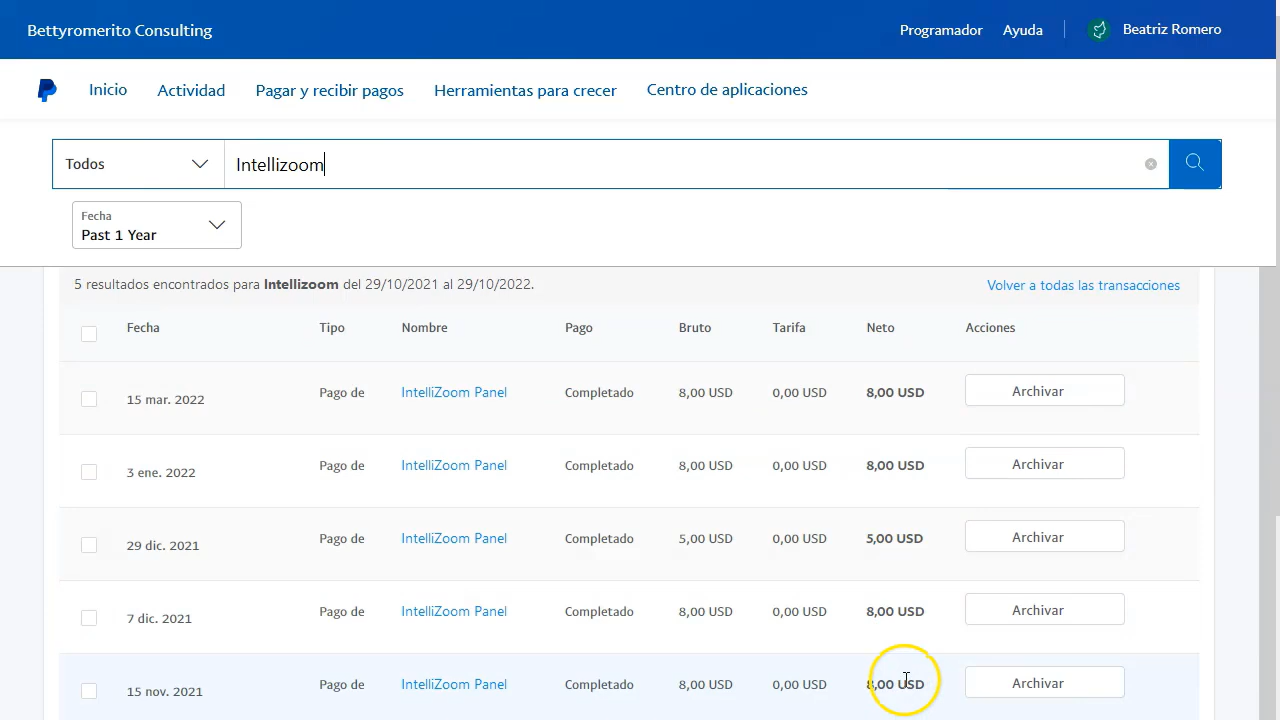 Bettyromerito Consulting
Programador Ayuda Beatriz Romero
Inicio Actividad Pagar y recibir pagos Herramientas para crecer Centro de aplicaciones
Todos Intellizoom
Fecha
Past 1 Year
5 resultados encontrados para Intellizoom del 29/10/2021 al 29/10/2022. Volver a todas las transacciones
Fecha Tipo Nombre Pago Bruto Tarifa Neto Acciones
15 mar. 2022 Pago de IntelliZoom Panel Completado 8,00 USD 0,00 USD 8,00 USD Archivar
3 ene. 2022 Pago de IntelliZoom Panel Completado 8,00 USD 0,00 USD 8,00 USD Archivar
29 dic. 2021 Pago de IntelliZoom Panel Completado 5,00 USD 0,00 USD 5,00 USD Archivar
7 dic. 2021 Pago de IntelliZoom Panel Completado 8,00 USD 0,00 USD 8,00 USD Archivar
15 nov. 2021 Pago de IntelliZoom Panel Completado 8,00 USD 0,00 USD 8,00 USD Archivar